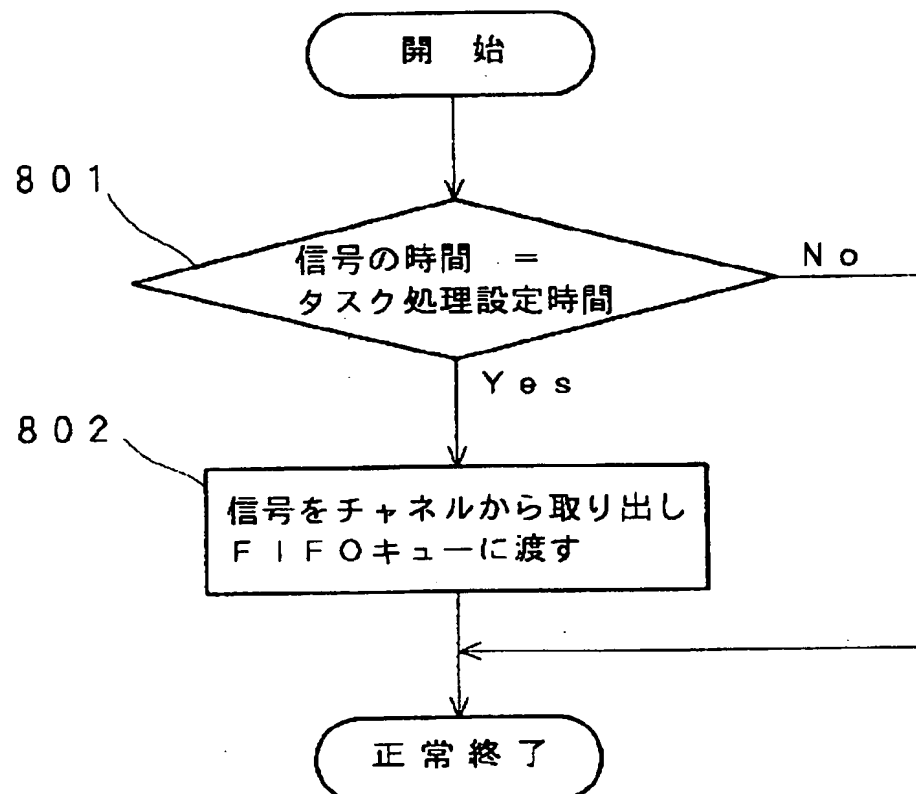 開始
801
信号の時間 =
タスク処理設定時間
No
Yes
802
信号をチャネルから取り出し
FIFOキューに渡す
正常終了